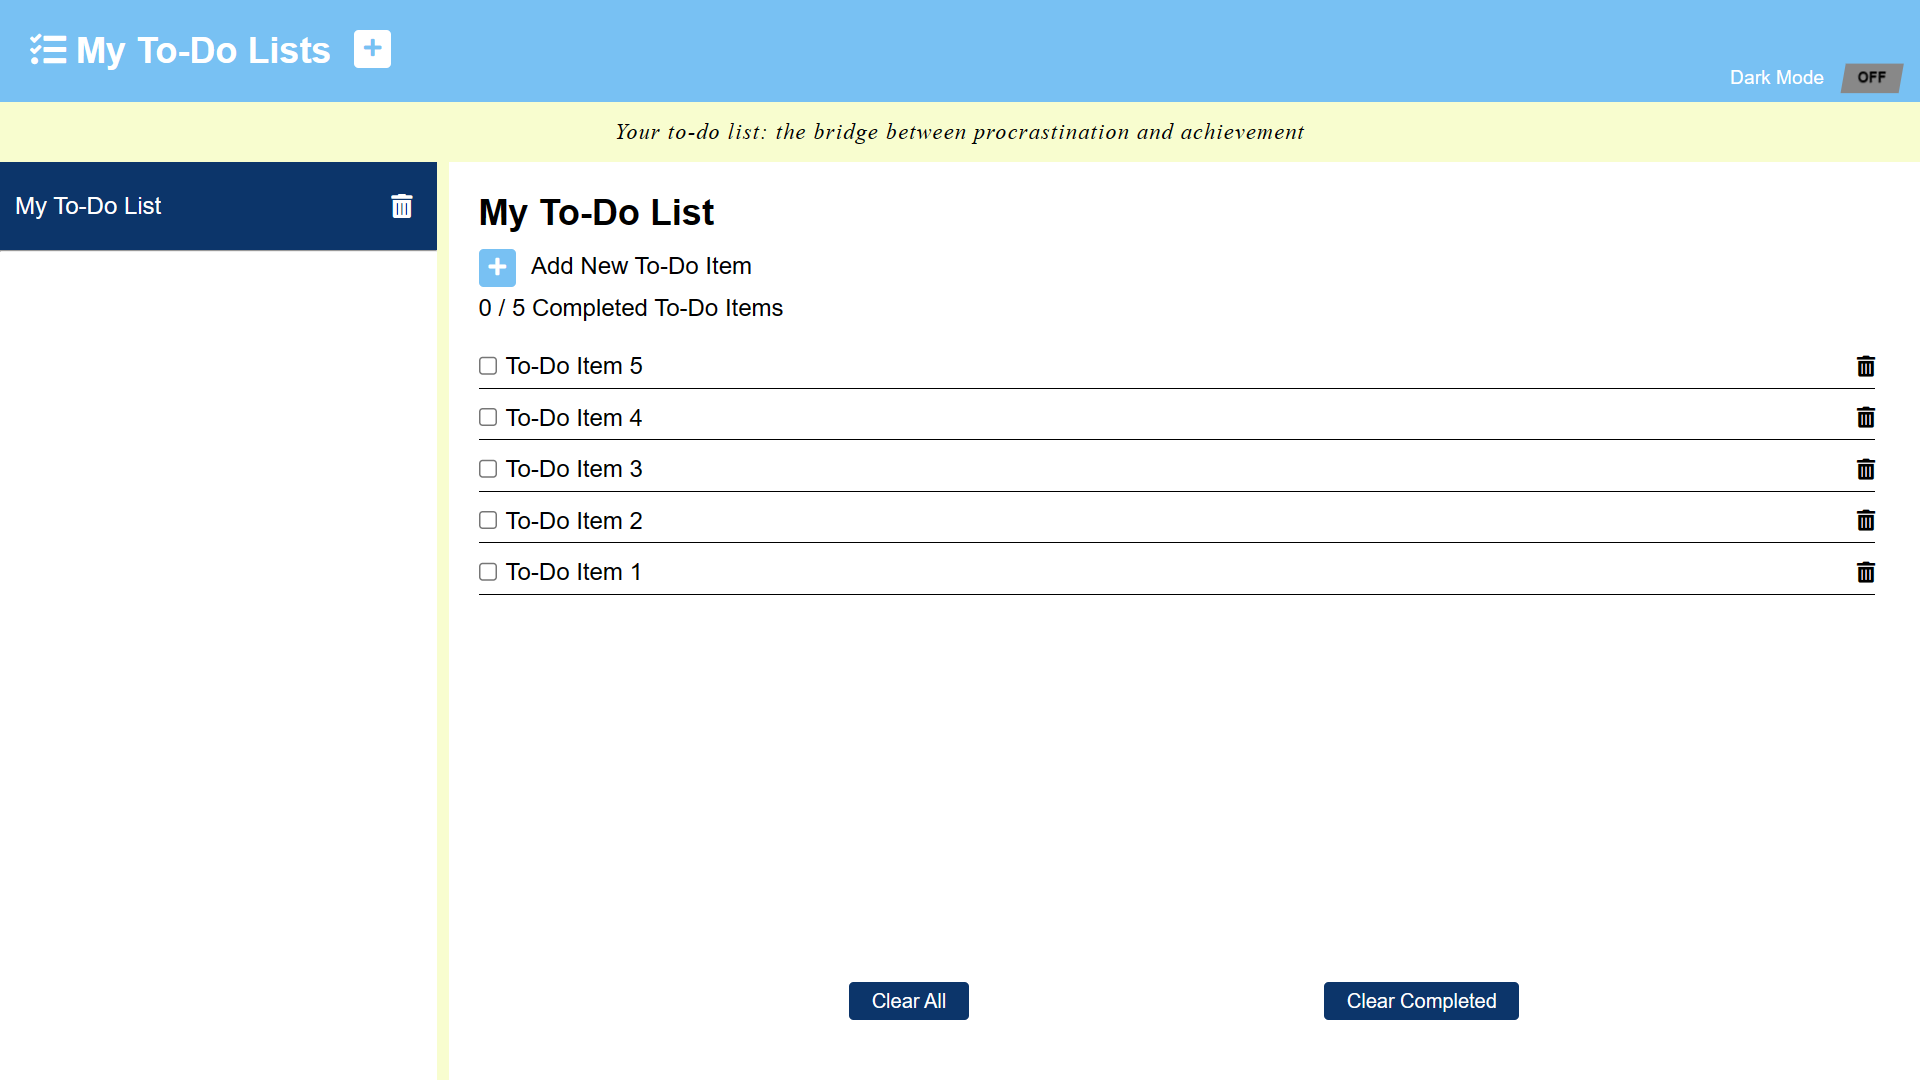 My To-Do Lists
Dark Mode OFF
Your to-do list: the bridge between procrastination and achievement
My To-Do List
My To-Do List
Add New To-Do Item
0 / 5 Completed To-Do Items
To-Do Item 5
To-Do Item 4
To-Do Item 3
To-Do Item 2
To-Do Item 1
Clear All
Clear Completed